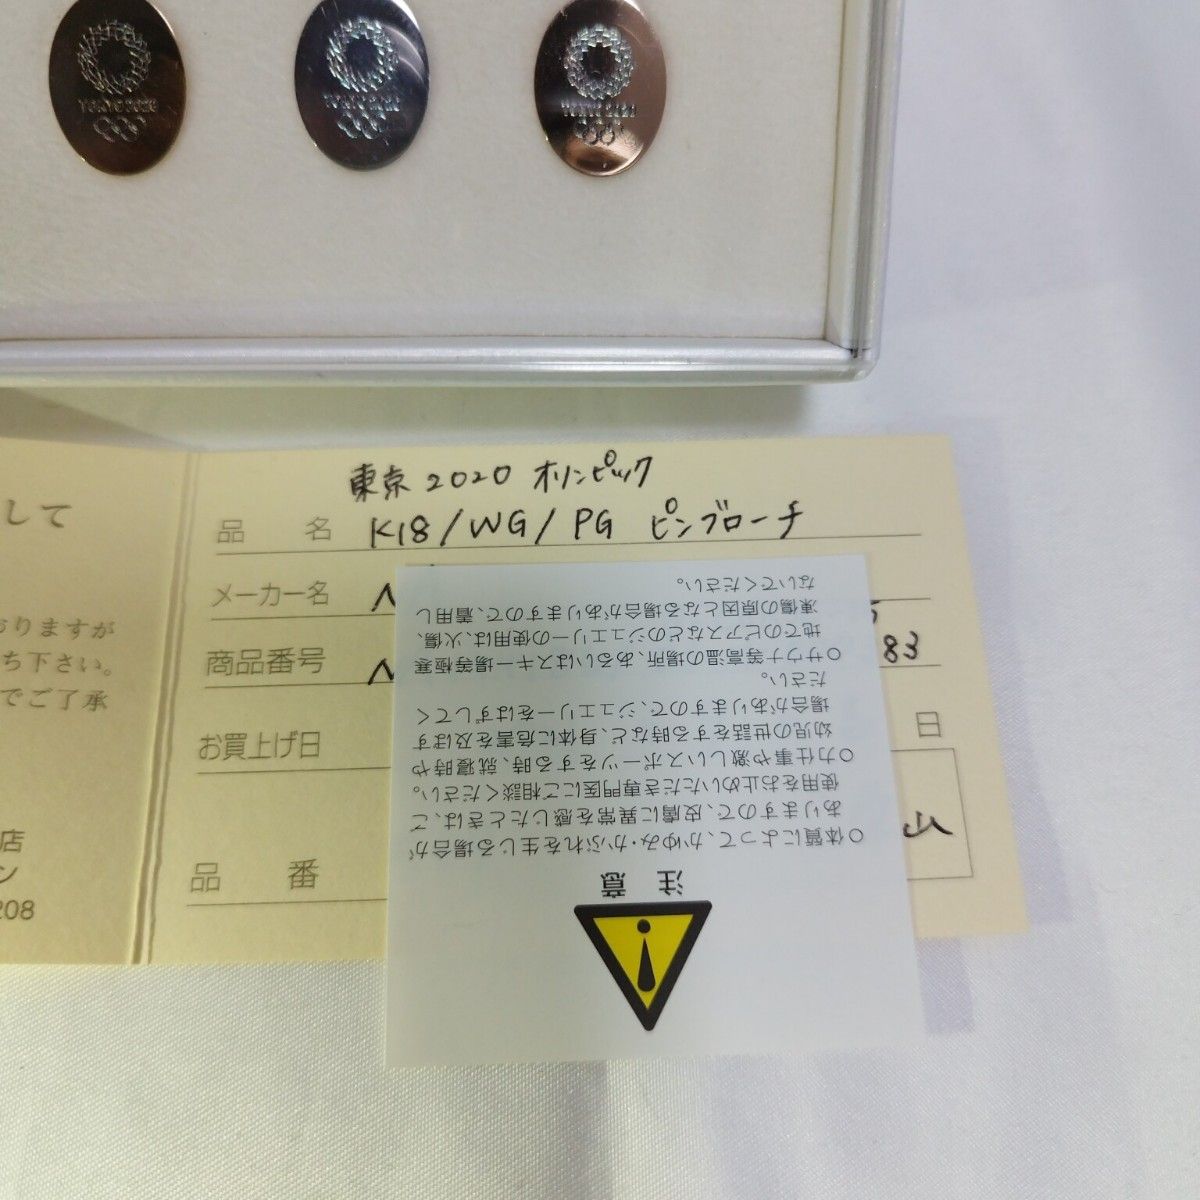 TOKYO 2020
TOKYO 2020
TOKYO 2020
して
おりますが
ち下さい。
でご了承
店
ン
208
東京2020 オリンピック
品名 K18/WG/PG ピンブローチ
メーカー名 N
商品番号 N 83
お買上げ日 日
山
品番
注意
○体質によって、かゆみ・かぶれを生じる場合が
ありますので、皮膚に異常を感じたときは、ご
使用をお止めいただき専門医にご相談ください。
○力仕事や激しいスポーツをする時、就寝時や
幼児の世話をする時など、身体に危害を及ぼす
場合がありますので、ジュエリーをはずしてく
ださい。
○サウナ等高温の場所、あるいはスキー場等極寒
地でのピアスなどのジュエリーの使用は、火傷、
凍傷の原因となる場合がありますので、着用し
ないでください。